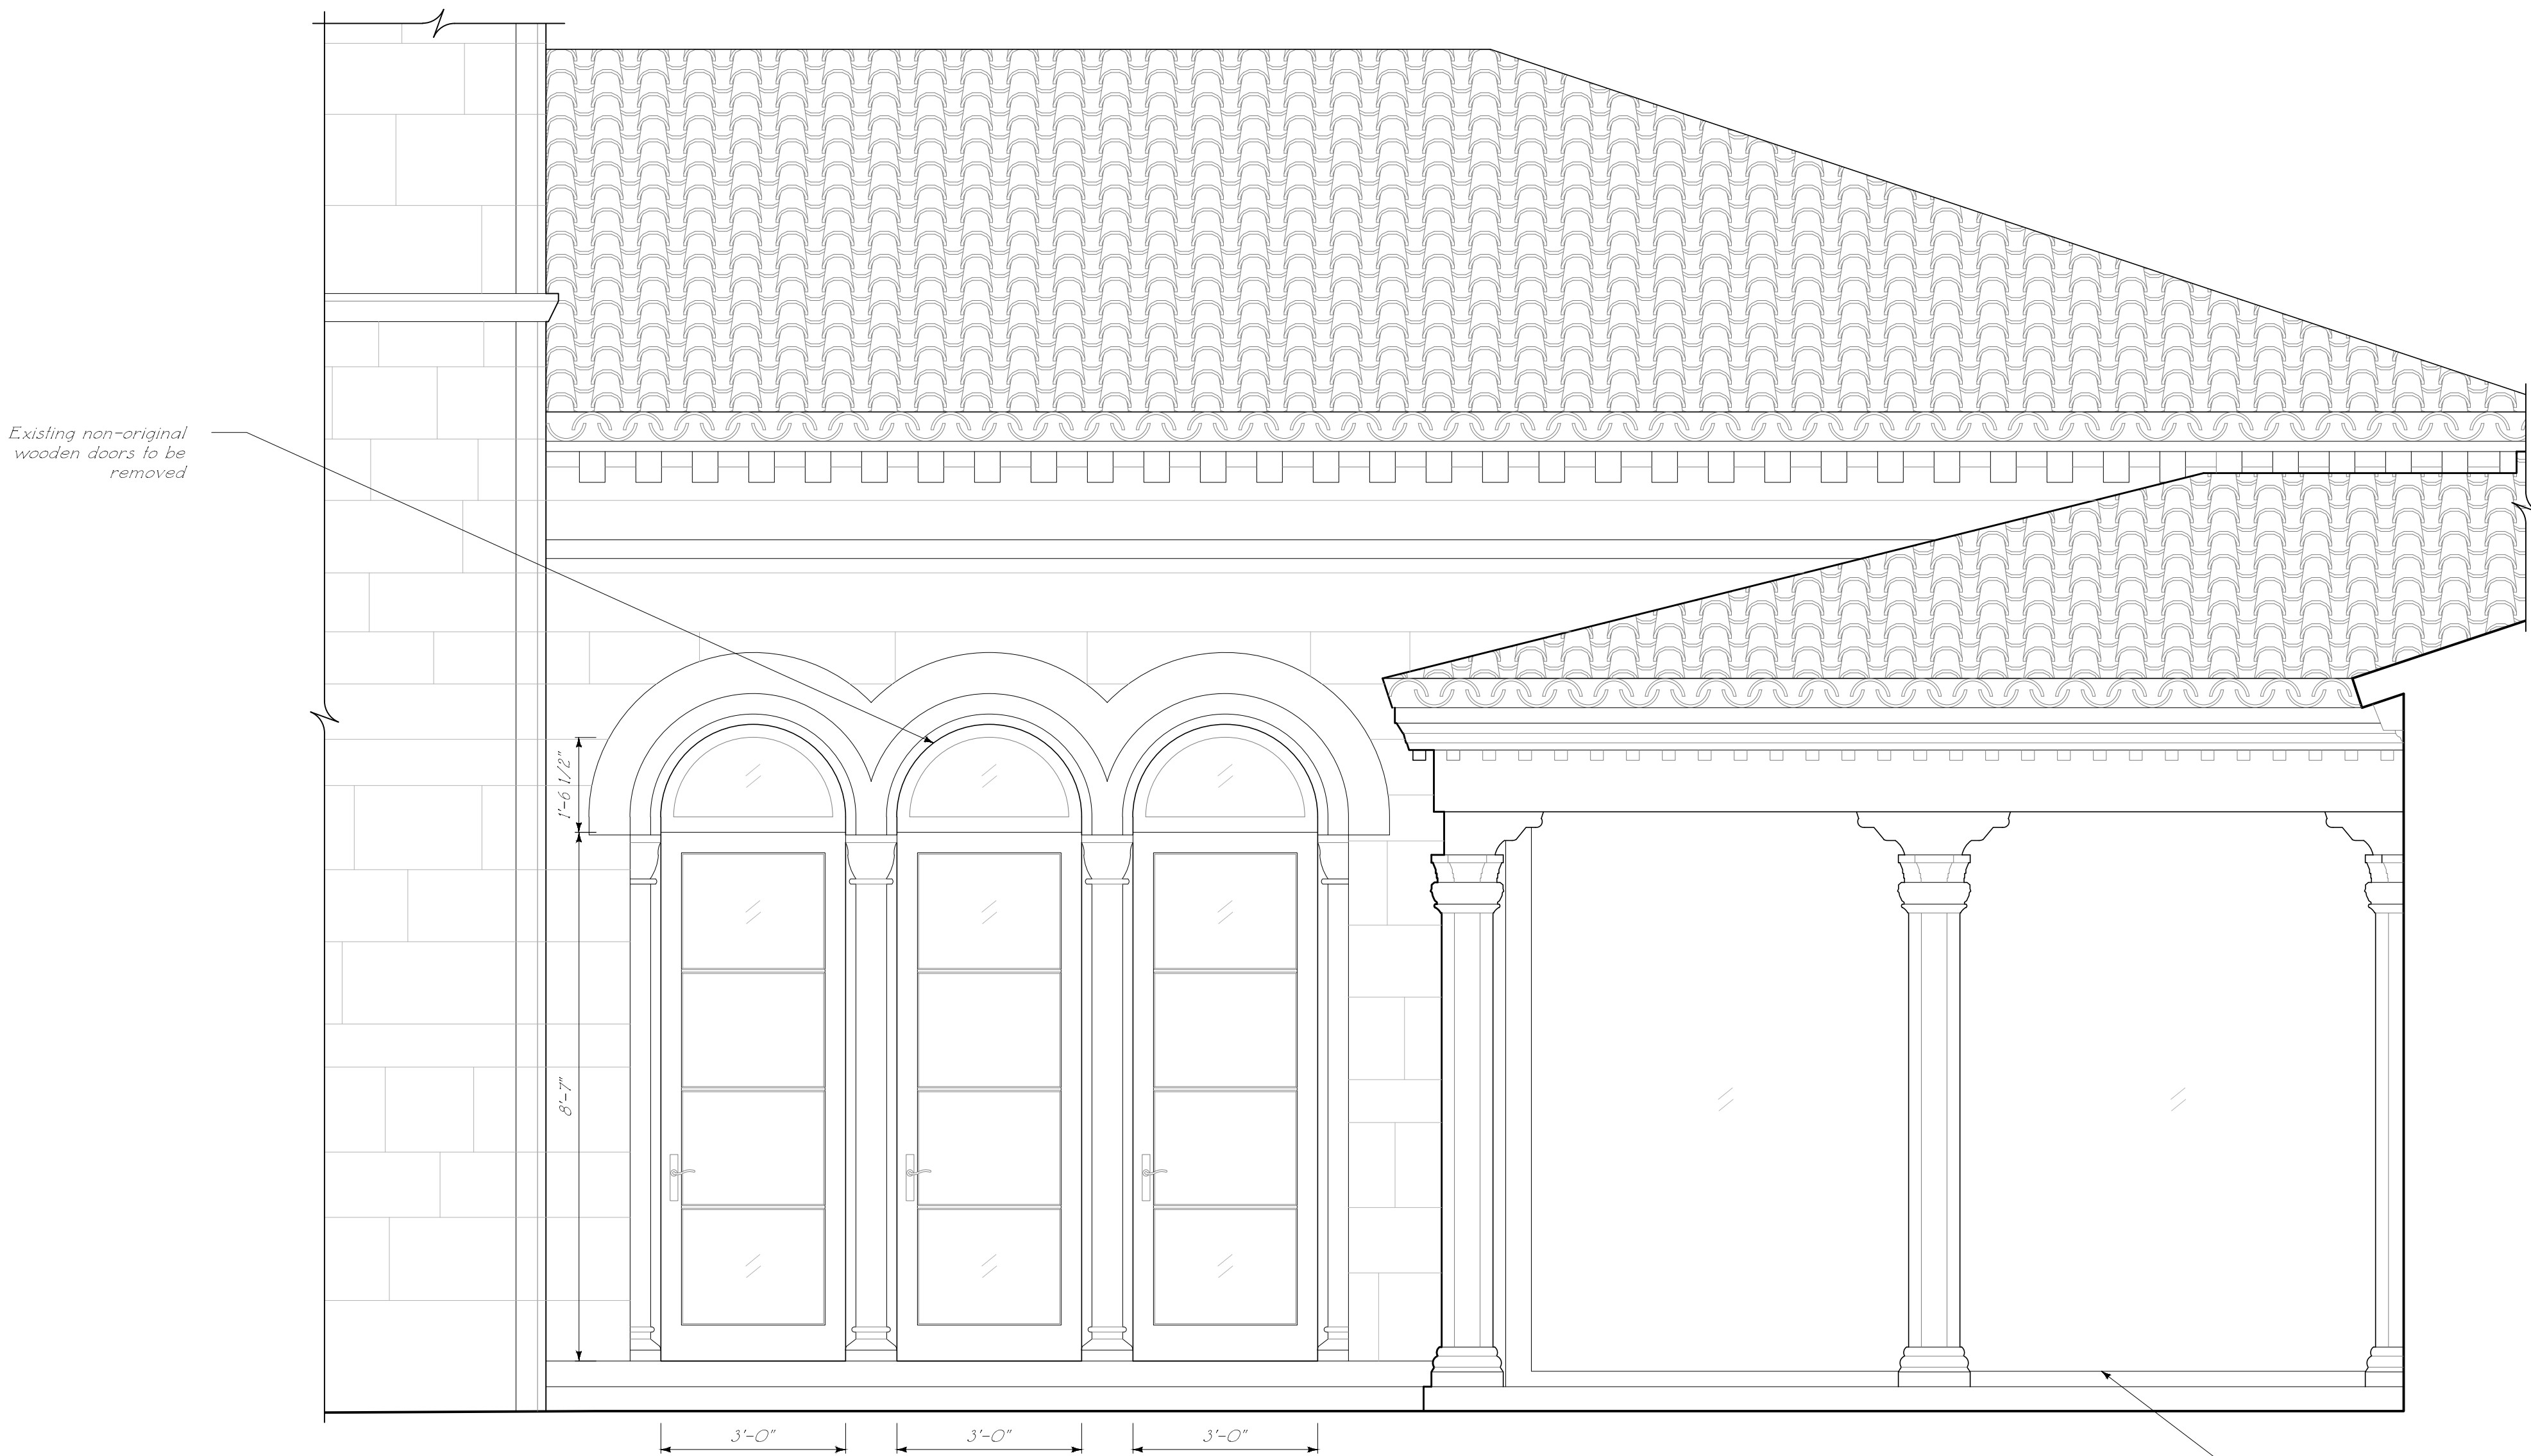 Existing non-original
wooden doors to be
removed
1'-6 1/2"
8'-7"
3'-0"
3'-0"
3'-0"